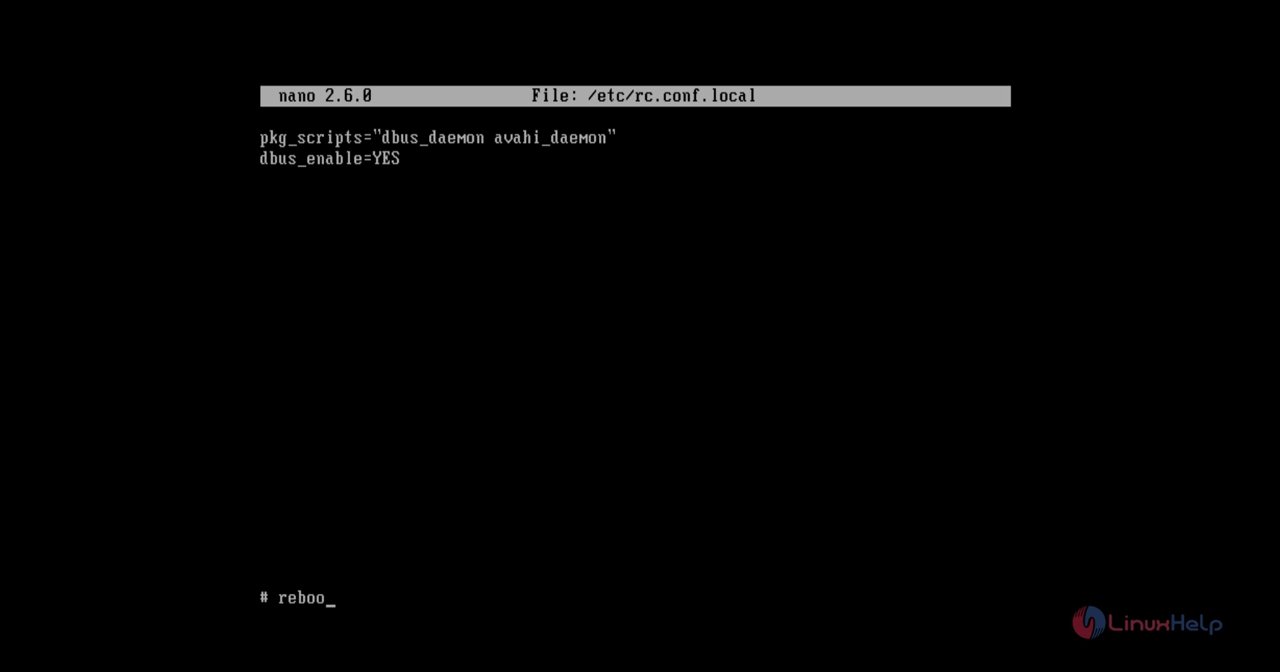 nano 2.6.0 File: /etc/rc.conf.local
pkg_scripts="dbus_daemon avahi_daemon"
dbus_enable=YES
# reboo_
LinuxHelp